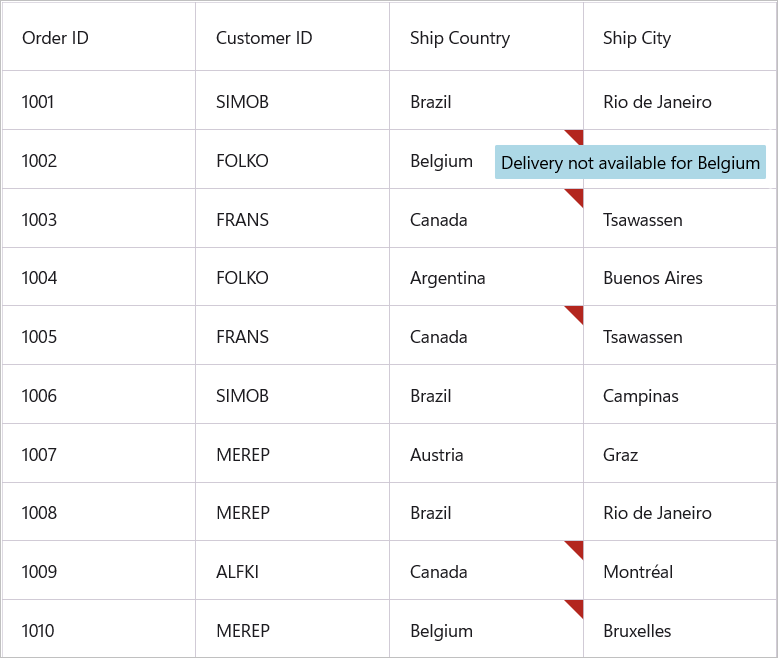 Order ID Customer ID Ship Country Ship City
1001 SIMOB Brazil Rio de Janeiro
1002 FOLKO Belgium Delivery not available for Belgium
1003 FRANS Canada Tsawassen
1004 FOLKO Argentina Buenos Aires
1005 FRANS Canada Tsawassen
1006 SIMOB Brazil Campinas
1007 MEREP Austria Graz
1008 MEREP Brazil Rio de Janeiro
1009 ALFKI Canada Montréal
1010 MEREP Belgium Bruxelles